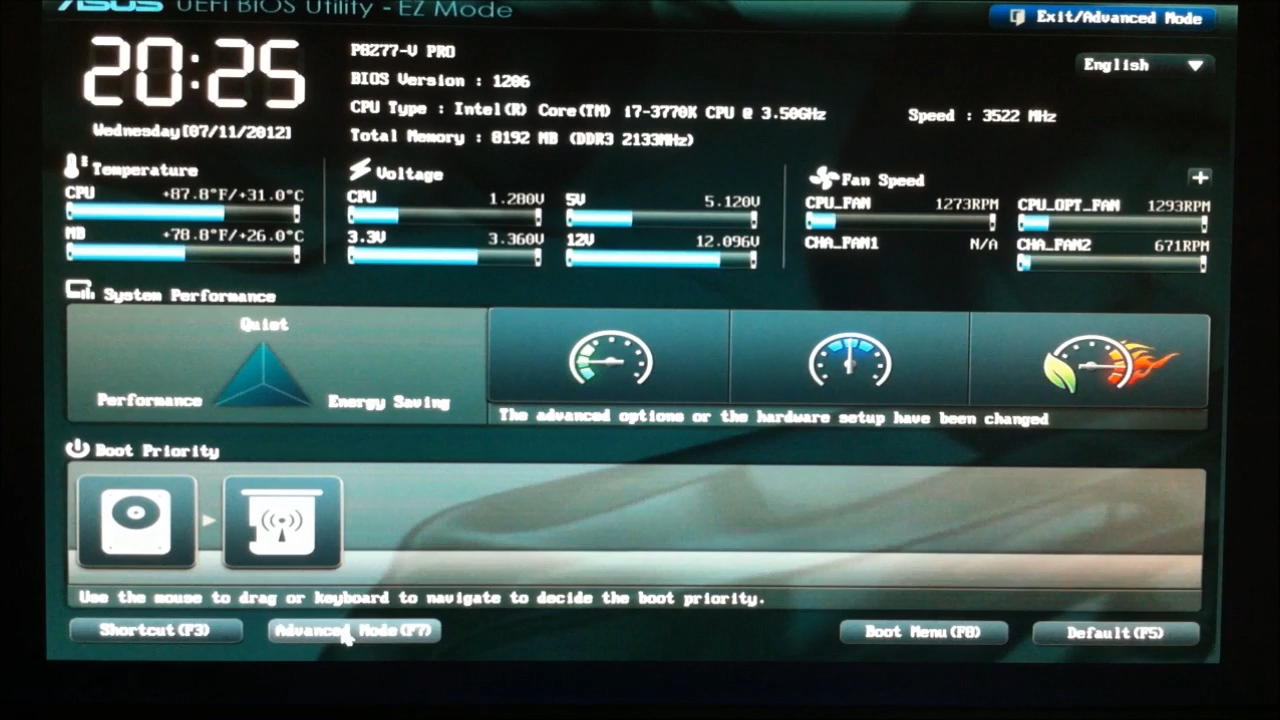 ASUS UEFI BIOS Utility - EZ Mode
Exit/Advanced Mode
20:25
Wednesday[07/11/2012]
P8Z77-V PRO
BIOS Version : 1206
CPU Type : Intel(R) Core(TM) i7-3770K CPU @ 3.50GHz
Speed : 3522 MHz
Total Memory : 8192 MB (DDR3 2133MHz)
English
Temperature
CPU +87.8°F/+31.0°C
MB +78.8°F/+26.0°C
Voltage
CPU 1.280V 5V 5.120V
3.3V 3.360V 12V 12.096V
Fan Speed
CPU_FAN 1273RPM CPU_OPT_FAN 1293RPM
CHA_FAN1 N/A CHA_FAN2 671RPM
System Performance
Quiet
Performance
Energy Saving
The advanced options or the hardware setup have been changed
Boot Priority
Use the mouse to drag or keyboard to navigate to decide the boot priority.
Shortcut(F3)
Advanced Mode(F7)
Boot Menu(F8)
Default(F5)